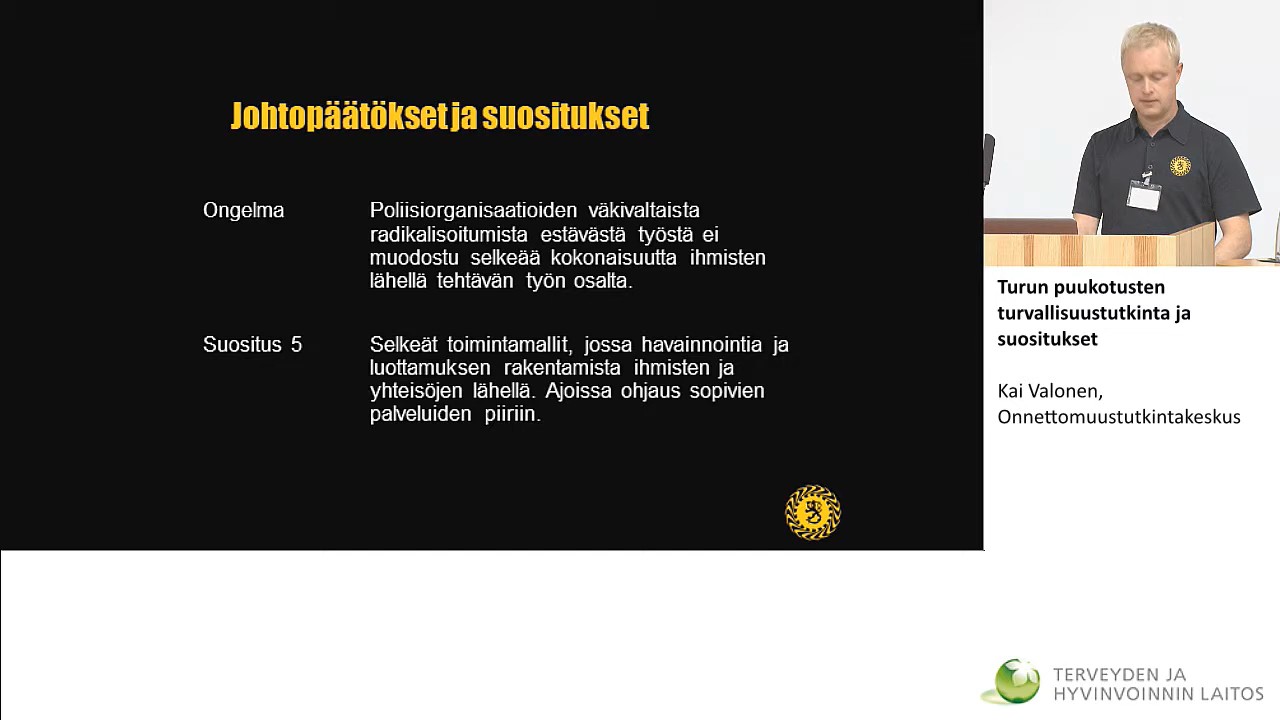 Johtopäätökset ja suositukset
Ongelma
Poliisiorganisaatioiden väkivaltaista
radikalisoitumista estävästä työstä ei
muodostu selkeää kokonaisuutta ihmisten
lähellä tehtävän työn osalta.
Suositus 5
Selkeät toimintamallit, jossa havainnointia ja
luottamuksen rakentamista ihmisten ja
yhteisöjen lähellä. Ajoissa ohjaus sopivien
palveluiden piiriin.
Turun puukotusten
turvallisuustutkinta ja
suositukset
Kai Valonen,
Onnettomuustutkintakeskus
TERVEYDEN JA
HYVINVOINNIN LAITOS